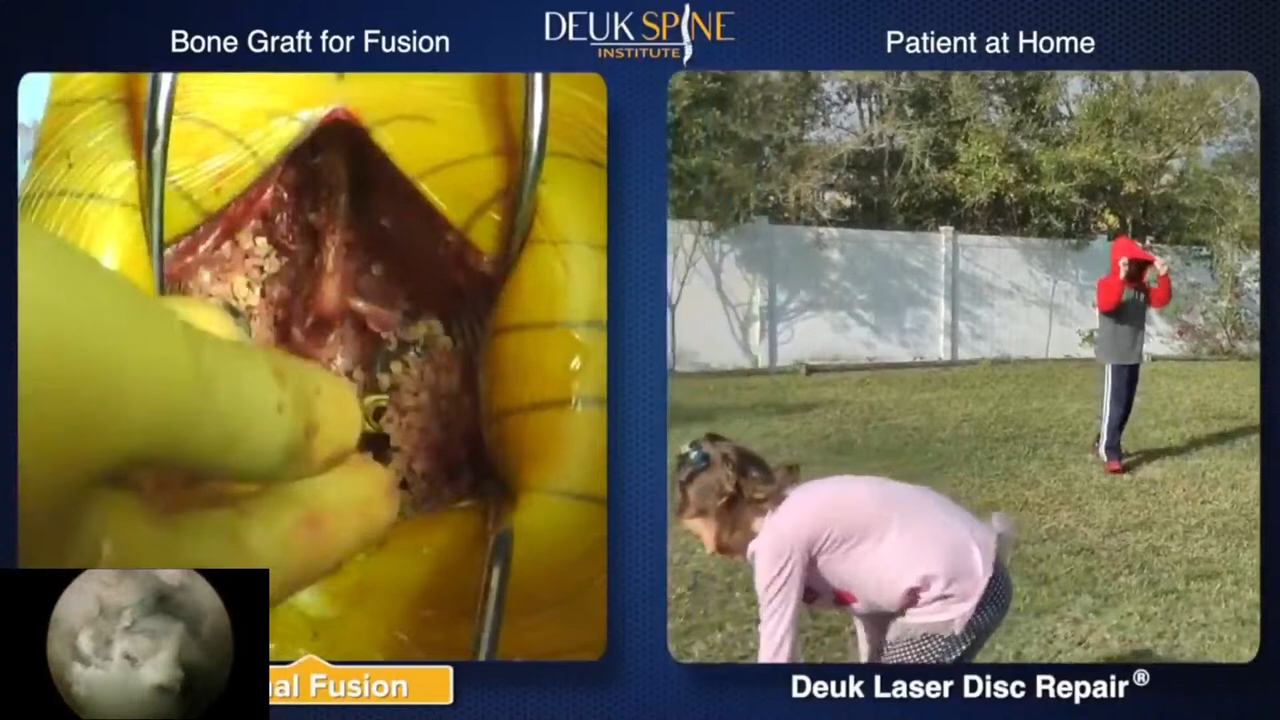 Bone Graft for Fusion
DEUK SPINE
INSTITUTE
Patient at Home
al Fusion
Deuk Laser Disc Repair®